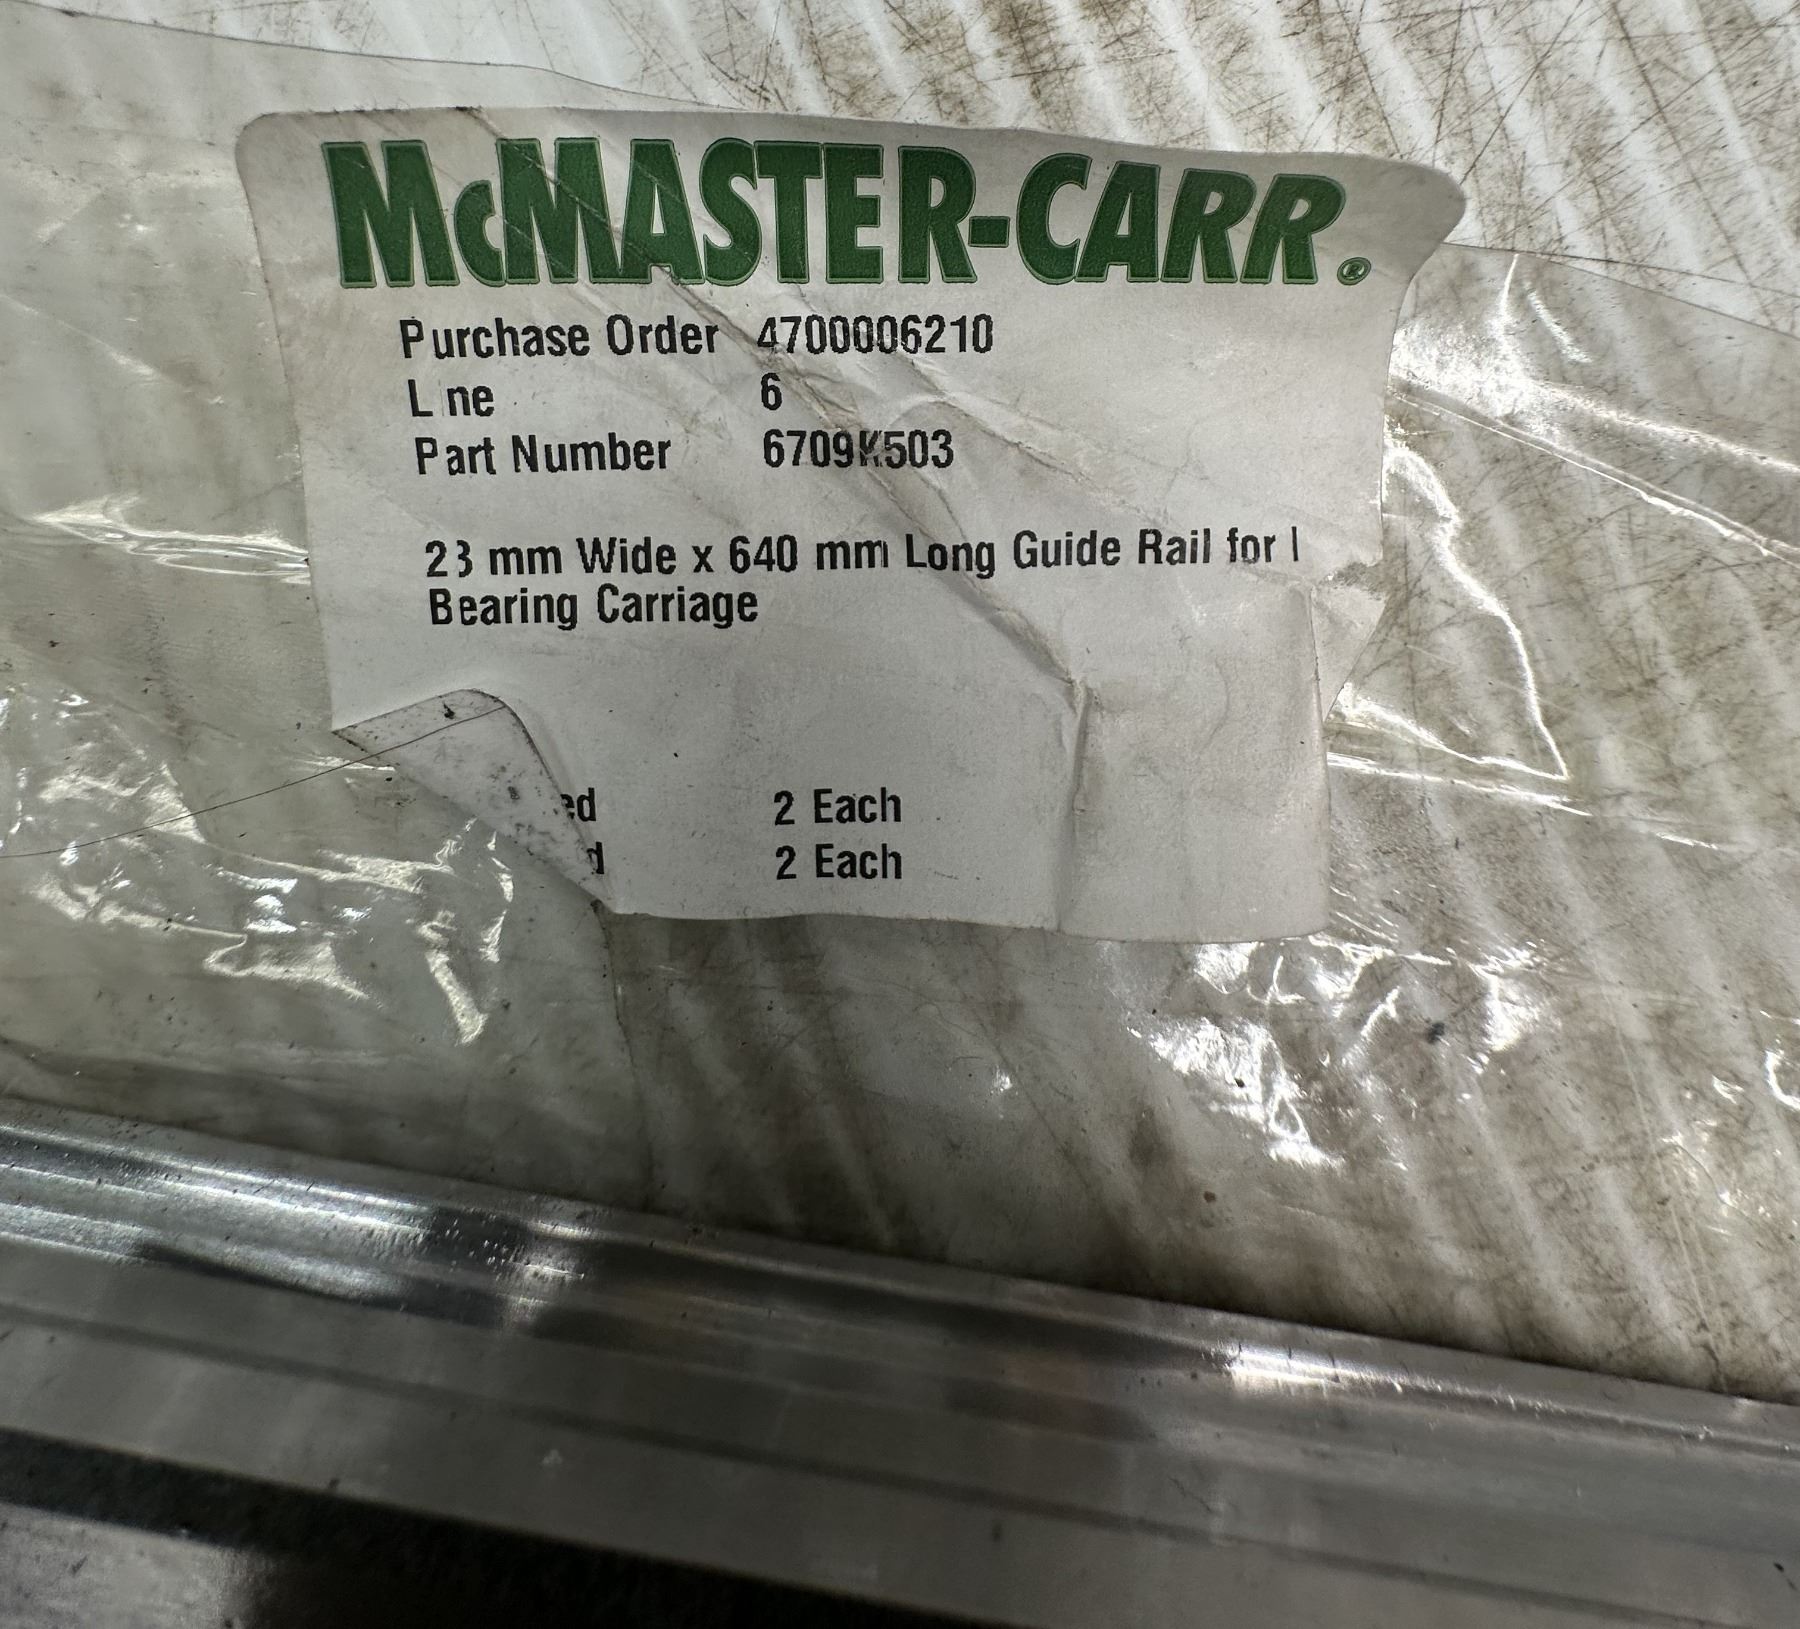 McMASTER-CARR®
Purchase Order 4700006210
Line 6
Part Number 6709K503
23 mm Wide x 640 mm Long Guide Rail for
Bearing Carriage
2 Each
2 Each